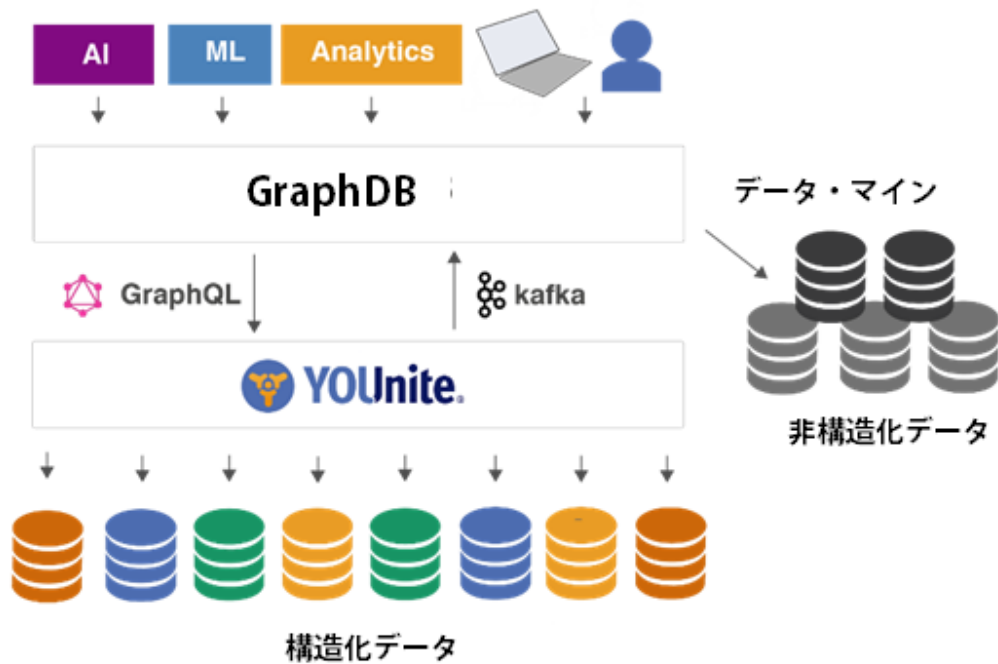 AI
ML
Analytics
GraphDB
データ・マイン
GraphQL
kafka
YOUnite®
非構造化データ
構造化データ